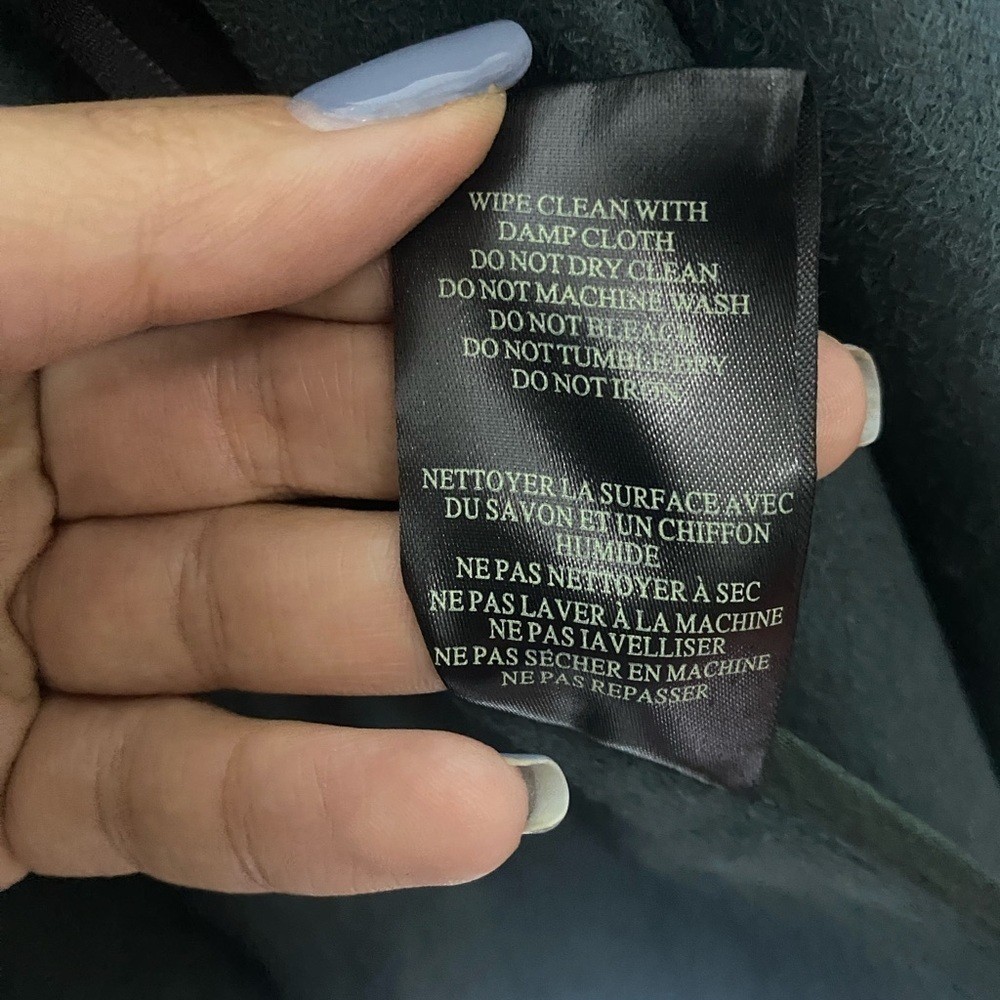 WIPE CLEAN WITH
DAMP CLOTH
DO NOT DRY CLEAN
DO NOT MACHINE WASH
DO NOT BLEACH
DO NOT TUMBLE DRY
DO NOT IRON
NETTOYER LA SURFACE AVEC
DU SAVON ET UN CHIFFON
HUMIDE
NE PAS NETTOYER À SEC
NE PAS LAVER À LA MACHINE
NE PAS IAVELLISER
NE PAS SÉCHER EN MACHINE
NE PAS REPASSER